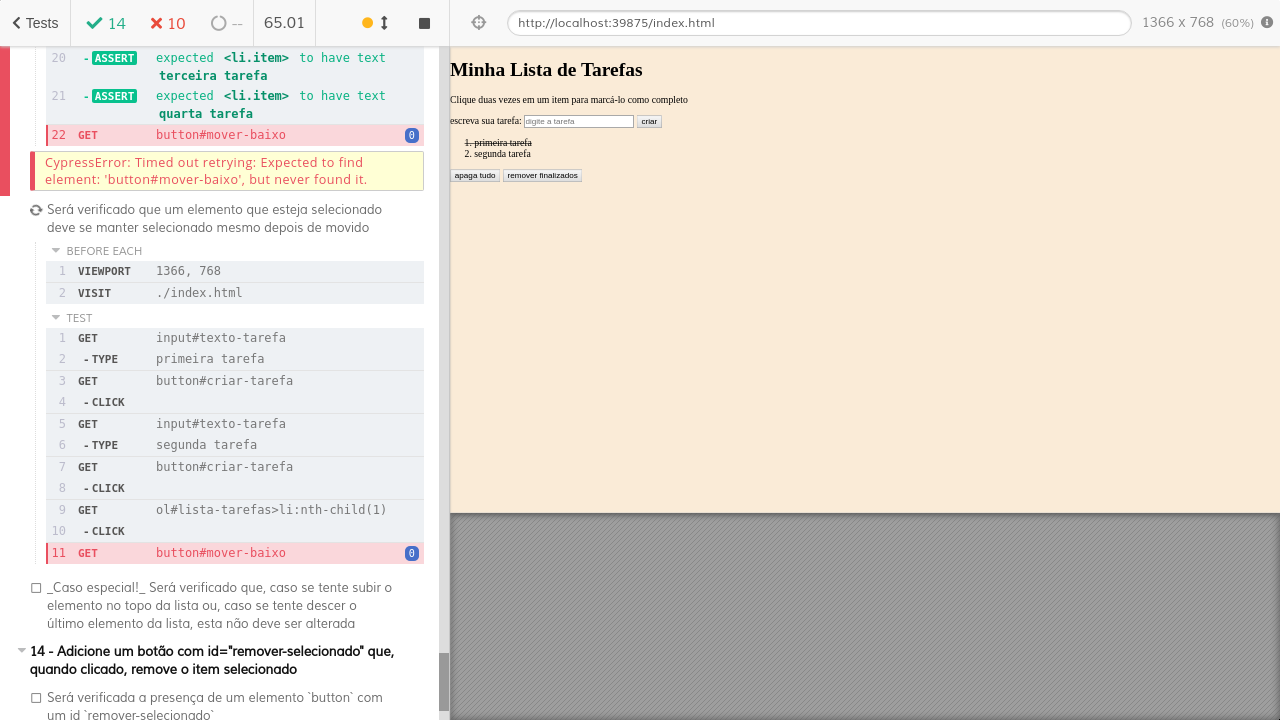 Tests 14 10 -- 65.01
http://localhost:39875/index.html 1366 x 768 (60%)
20 - ASSERT expected <li.item> to have text
terceira tarefa
21 - ASSERT expected <li.item> to have text
quarta tarefa
22 GET button#mover-baixo 0
CypressError: Timed out retrying: Expected to find
element: 'button#mover-baixo', but never found it.
Será verificado que um elemento que esteja selecionado
deve se manter selecionado mesmo depois de movido
BEFORE EACH
1 VIEWPORT 1366, 768
2 VISIT ./index.html
TEST
1 GET input#texto-tarefa
2 - TYPE primeira tarefa
3 GET button#criar-tarefa
4 - CLICK
5 GET input#texto-tarefa
6 - TYPE segunda tarefa
7 GET button#criar-tarefa
8 - CLICK
9 GET ol#lista-tarefas>li:nth-child(1)
10 - CLICK
11 GET button#mover-baixo 0
_Caso especial!_ Será verificado que, caso se tente subir o
elemento no topo da lista ou, caso se tente descer o
último elemento da lista, esta não deve ser alterada
14 - Adicione um botão com id="remover-selecionado" que,
quando clicado, remove o item selecionado
Será verificada a presença de um elemento `button` com
um id `remover-selecionado`
Minha Lista de Tarefas
Clique duas vezes em um item para marcá-lo como completo
escreva sua tarefa: digite a tarefa criar
1. primeira tarefa
2. segunda tarefa
apaga tudo remover finalizados